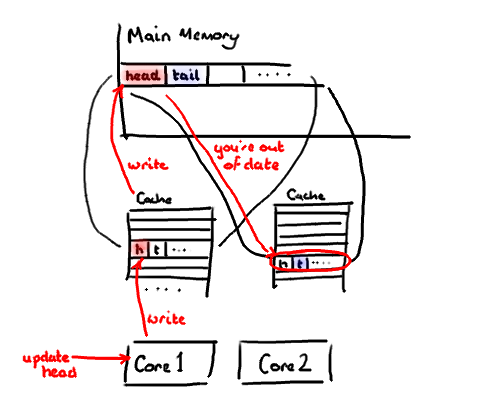 Main Memory
head tail .....
you're out
of date
write
Cache
Cache
h t ...
h t ....
.....
write
update
head
Core 1
Core 2